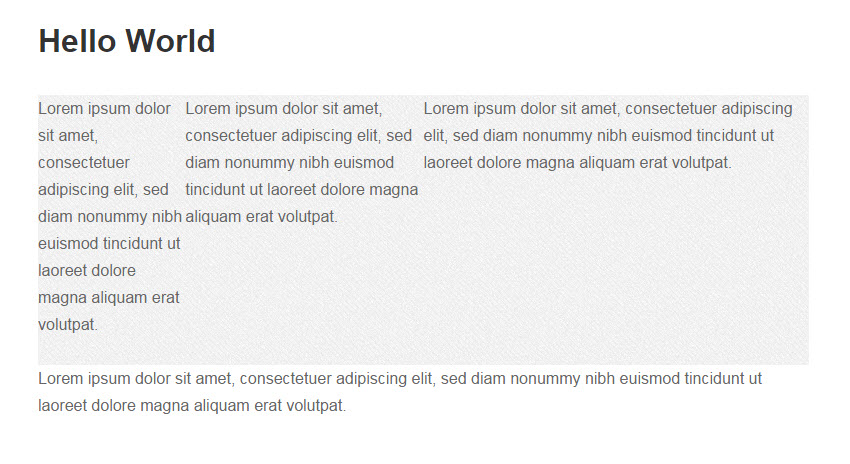 Hello World
Lorem ipsum dolor
sit amet,
consectetuer
adipiscing elit, sed
diam nonummy nibh
euismod tincidunt ut
laoreet dolore
magna aliquam erat
volutpat.
Lorem ipsum dolor sit amet,
consectetuer adipiscing elit, sed
diam nonummy nibh euismod
tincidunt ut laoreet dolore magna
aliquam erat volutpat.
Lorem ipsum dolor sit amet, consectetuer adipiscing
elit, sed diam nonummy nibh euismod tincidunt ut
laoreet dolore magna aliquam erat volutpat.
Lorem ipsum dolor sit amet, consectetuer adipiscing elit, sed diam nonummy nibh euismod tincidunt ut
laoreet dolore magna aliquam erat volutpat.